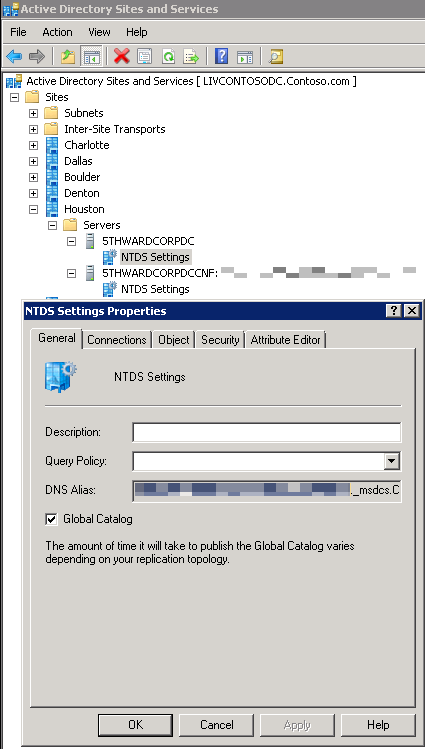 Active Directory Sites and Services
File Action View Help
Active Directory Sites and Services [ LIVCONTOSODC.Contoso.com ]
Sites
Subnets
Inter-Site Transports
Charlotte
Dallas
Boulder
Denton
Houston
Servers
5THWARDCORPDC
NTDS Settings
5THWARDCORPDCCNF:
NTDS Settings
NTDS Settings Properties
General Connections Object Security Attribute Editor
NTDS Settings
Description:
Query Policy:
DNS Alias: ._msdcs.C
Global Catalog
The amount of time it will take to publish the Global Catalog varies
depending on your replication topology.
OK Cancel Apply Help